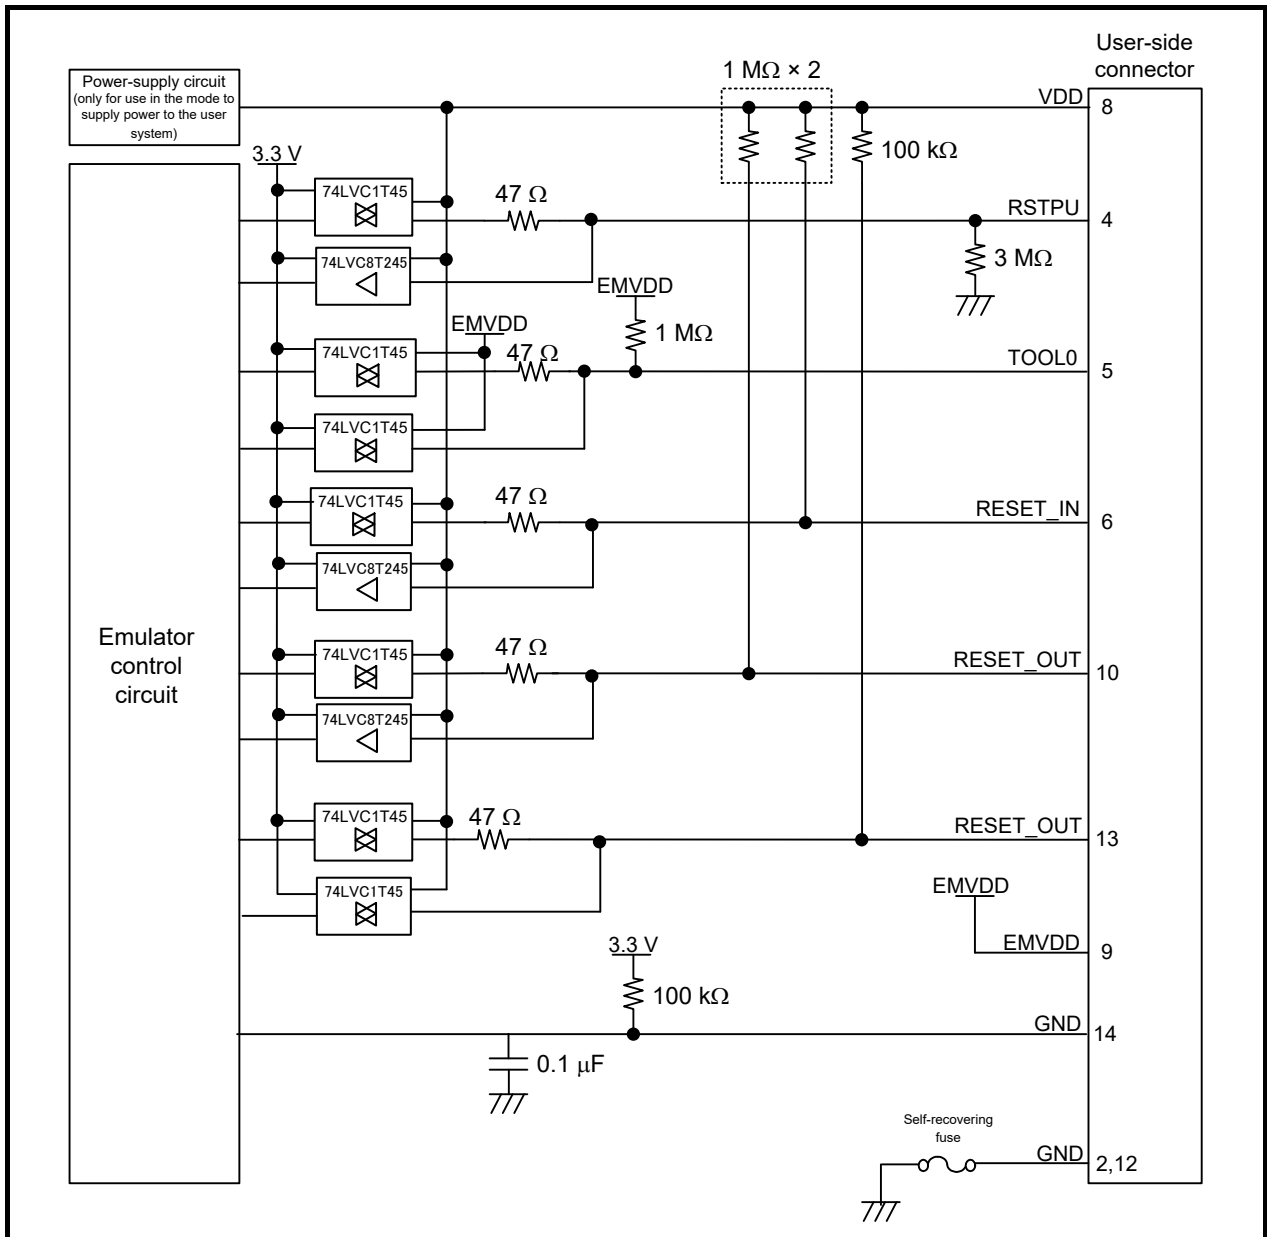 User-side
connector
Power-supply circuit
(only for use in the mode to
supply power to the user
system)
1 MΩ × 2
VDD
8
100 kΩ
3.3 V
74LVC1T45
47 Ω
RSTPU
4
74LVC8T245
3 MΩ
EMVDD
1 MΩ
EMVDD
74LVC1T45
47 Ω
TOOL0
5
74LVC1T45
74LVC1T45
47 Ω
RESET_IN
6
74LVC8T245
Emulator
control
circuit
74LVC1T45
47 Ω
RESET_OUT
10
74LVC8T245
74LVC1T45
47 Ω
RESET_OUT
13
74LVC1T45
EMVDD
EMVDD
9
3.3 V
100 kΩ
GND
14
0.1 μF
Self-recovering
fuse
GND
2,12